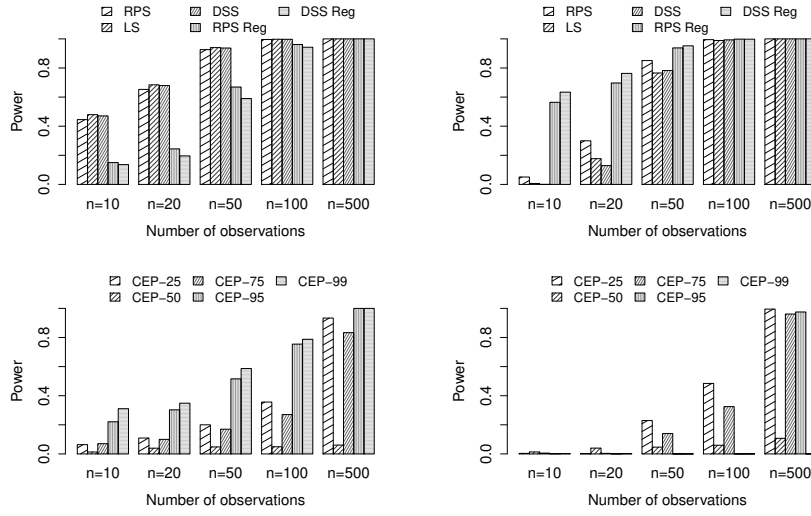 RPS DSS DSS Reg
LS RPS Reg
Power
0.0 0.4 0.8
n=10 n=20 n=50 n=100 n=500
Number of observations
RPS DSS DSS Reg
LS RPS Reg
Power
0.0 0.4 0.8
n=10 n=20 n=50 n=100 n=500
Number of observations
CEP−25 CEP−75 CEP−99
CEP−50 CEP−95
Power
0.0 0.4 0.8
n=10 n=20 n=50 n=100 n=500
Number of observations
CEP−25 CEP−75 CEP−99
CEP−50 CEP−95
Power
0.0 0.4 0.8
n=10 n=20 n=50 n=100 n=500
Number of observations